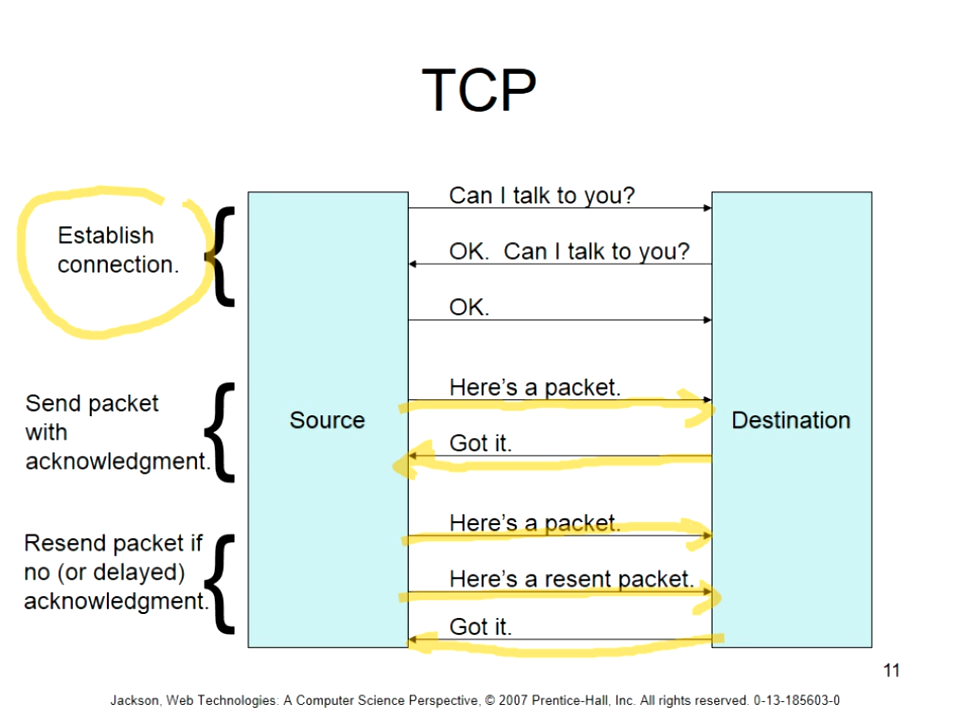 TCP
Establish
connection.
{
Can I talk to you?
OK.  Can I talk to you?
OK.
Send packet
with
acknowledgment.
{
Source
Here’s a packet.
Got it.
Destination
Resend packet if
no (or delayed)
acknowledgment.
{
Here’s a packet.
Here’s a resent packet.
Got it.
11
Jackson, Web Technologies: A Computer Science Perspective, © 2007 Prentice-Hall, Inc. All rights reserved. 0-13-185603-0